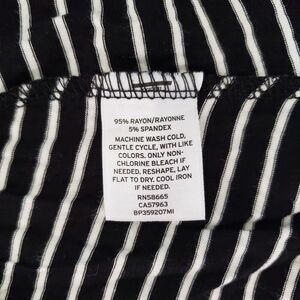 95% RAYON/RAYONNE
5% SPANDEX
MACHINE WASH COLD,
GENTLE CYCLE, WITH LIKE
COLORS. ONLY NON-
CHLORINE BLEACH IF
NEEDED. RESHAPE, LAY
FLAT TO DRY. COOL IRON
IF NEEDED.
RN58665
CA57963
BP359207MI